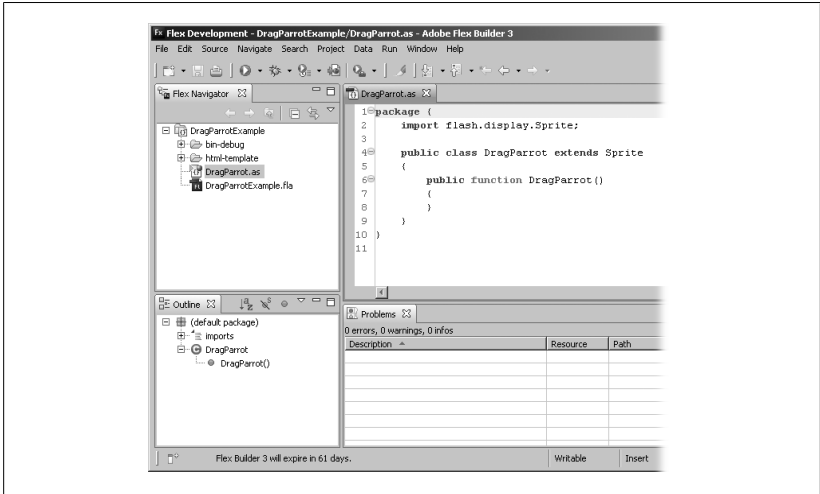 Fx Flex Development - DragParrotExample/DragParrot.as - Adobe Flex Builder 3
File Edit Source Navigate Search Project Data Run Window Help
Flex Navigator
DragParrotExample
bin-debug
html-template
DragParrot.as
DragParrotExample.fla
DragParrot.as
1 package {
2 import flash.display.Sprite;
3
4 public class DragParrot extends Sprite
5 {
6 public function DragParrot()
7 {
8 }
9 }
10 }
11
Outline
(default package)
imports
DragParrot
DragParrot()
Problems
0 errors, 0 warnings, 0 infos
Description Resource Path
Flex Builder 3 will expire in 61 days. Writable Insert